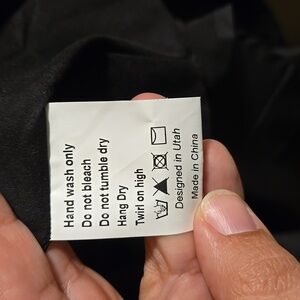 Hand wash only
Do not bleach
Do not tumble dry
Hang Dry
Twirl on high
Designed in Utah
Made in China